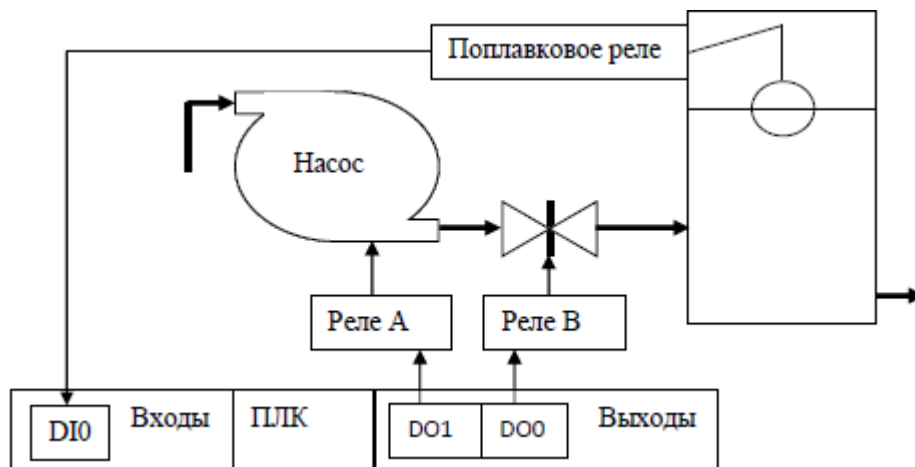 Поплавковое реле
Насос
Реле А
Реле В
DI0
Входы
ПЛК
DO1
DO0
Выходы